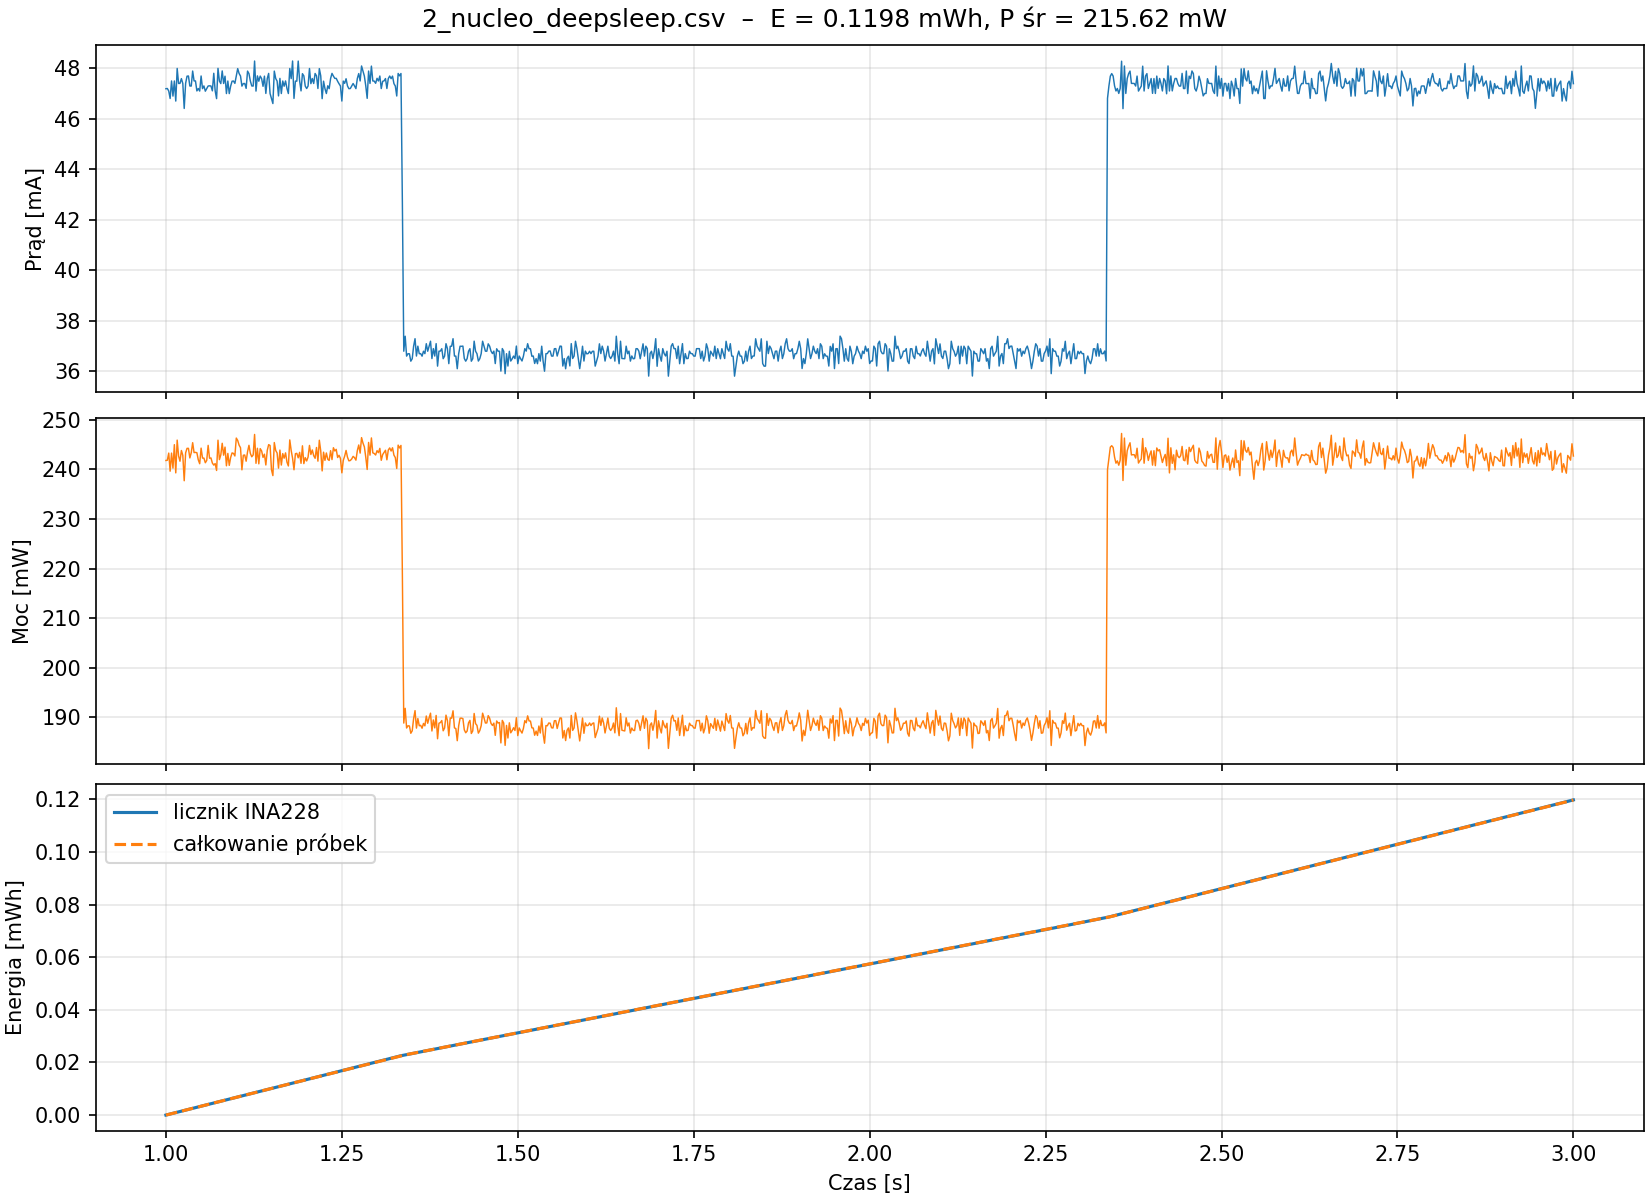 2_nucleo_deepsleep.csv – E = 0.1198 mWh, P śr = 215.62 mW
Prąd [mA]
48
46
44
42
40
38
36
Moc [mW]
250
240
230
220
210
200
190
Energia [mWh]
0.12
0.10
0.08
0.06
0.04
0.02
0.00
licznik INA228
całkowanie próbek
1.00 1.25 1.50 1.75 2.00 2.25 2.50 2.75 3.00
Czas [s]